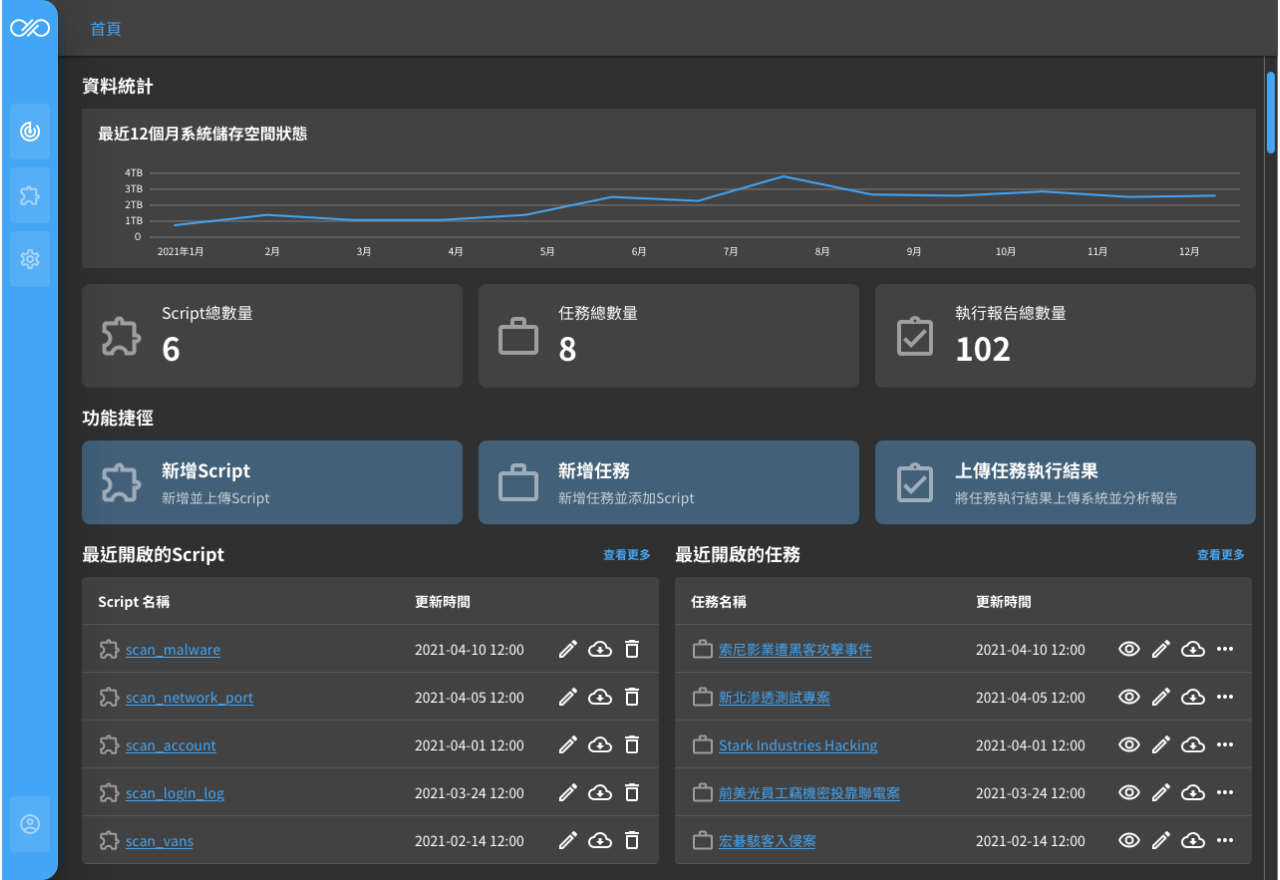 首頁
資料統計
最近12個月系統儲存空間狀態
4TB
3TB
2TB
1TB
0
2021年1月 2月 3月 4月 5月 6月 7月 8月 9月 10月 11月 12月
Script總數量
6
任務總數量
8
執行報告總數量
102
功能捷徑
新增Script
新增並上傳Script
新增任務
新增任務並添加Script
上傳任務執行結果
將任務執行結果上傳系統並分析報告
最近開啟的Script 查看更多
Script 名稱 更新時間
scan_malware 2021-04-10 12:00
scan_network_port 2021-04-05 12:00
scan_account 2021-04-01 12:00
scan_login_log 2021-03-24 12:00
scan_vans 2021-02-14 12:00
最近開啟的任務 查看更多
任務名稱 更新時間
索尼影業遭黑客攻擊事件 2021-04-10 12:00
新北滲透測試專案 2021-04-05 12:00
Stark Industries Hacking 2021-04-01 12:00
前美光員工竊機密投靠聯電案 2021-03-24 12:00
宏碁駭客入侵案 2021-02-14 12:00